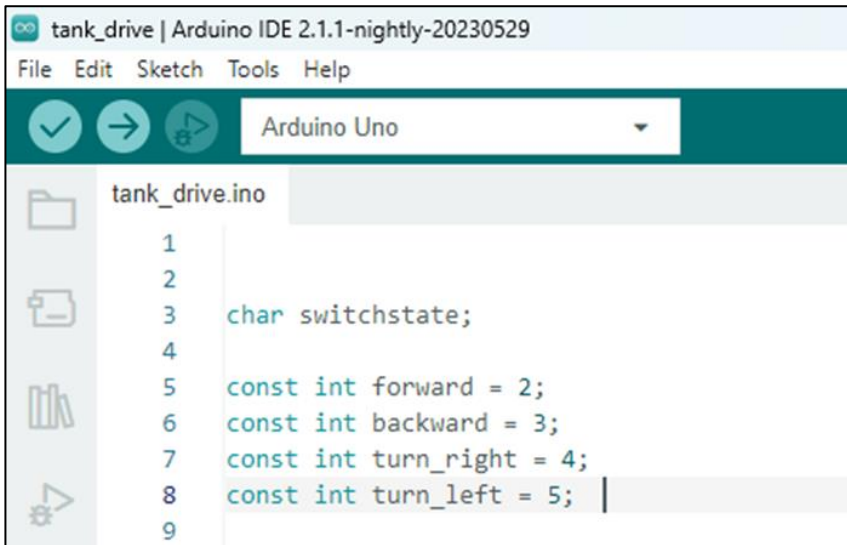 tank_drive | Arduino IDE 2.1.1-nightly-20230529
File Edit Sketch Tools Help
Arduino Uno
tank_drive.ino
1
2
3 char switchstate;
4
5 const int forward = 2;
6 const int backward = 3;
7 const int turn_right = 4;
8 const int turn_left = 5;
9